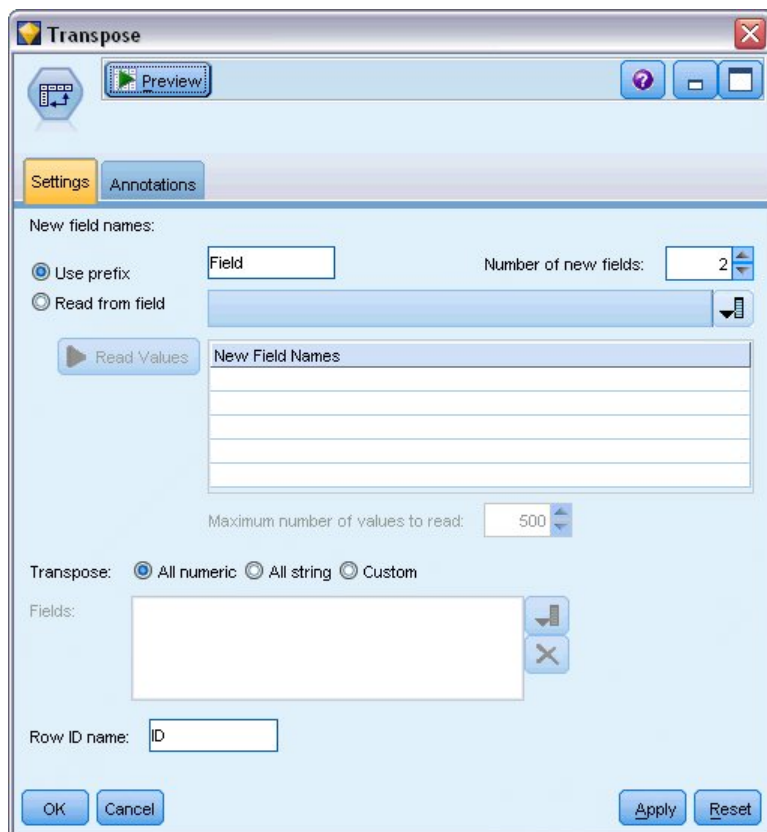 Transpose
Preview
Settings
Annotations
New field names:
Use prefix
Field
Number of new fields:
2
Read from field
Read Values
New Field Names
Maximum number of values to read:
500
Transpose:
All numeric
All string
Custom
Fields:
Row ID name:
ID
OK
Cancel
Apply
Reset